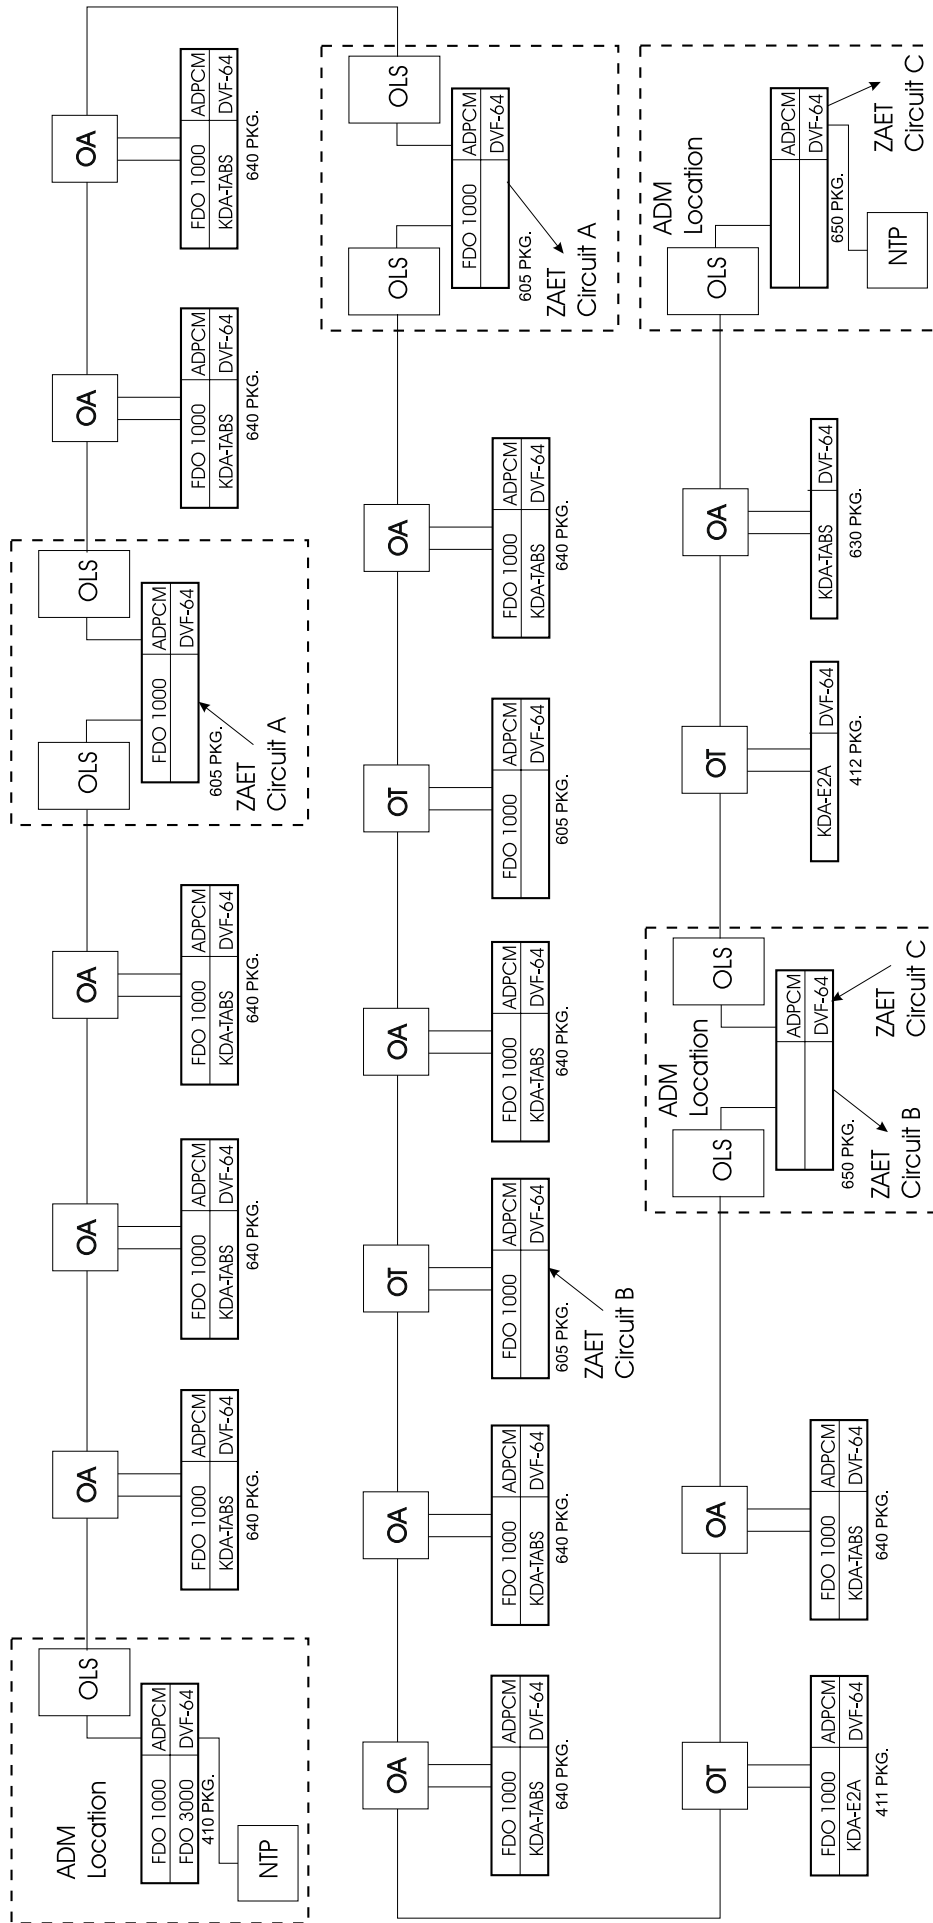 ADM
Location
OLS
FDO 1000
ADPCM
FDO 3000
DVF-64
410 PKG.
NTP
OA
FDO 1000
ADPCM
KDA-TABS
DVF-64
640 PKG.
OA
FDO 1000
ADPCM
KDA-TABS
DVF-64
640 PKG.
OA
FDO 1000
ADPCM
KDA-TABS
DVF-64
640 PKG.
OLS
OLS
FDO 1000
ADPCM
DVF-64
605 PKG.
ZAET
Circuit A
OA
FDO 1000
ADPCM
KDA-TABS
DVF-64
640 PKG.
OA
FDO 1000
ADPCM
KDA-TABS
DVF-64
640 PKG.
OA
FDO 1000
ADPCM
KDA-TABS
DVF-64
640 PKG.
OA
FDO 1000
ADPCM
KDA-TABS
DVF-64
640 PKG.
OT
FDO 1000
ADPCM
DVF-64
605 PKG.
ZAET
Circuit B
OA
FDO 1000
ADPCM
KDA-TABS
DVF-64
640 PKG.
OT
FDO 1000
ADPCM
DVF-64
605 PKG.
OA
FDO 1000
ADPCM
KDA-TABS
DVF-64
640 PKG.
OLS
OLS
FDO 1000
ADPCM
DVF-64
605 PKG.
ZAET
Circuit A
OT
FDO 1000
ADPCM
KDA-E2A
DVF-64
411 PKG.
OA
FDO 1000
ADPCM
KDA-TABS
DVF-64
640 PKG.
ADM
Location
OLS
OLS
ADPCM
DVF-64
650 PKG.
ZAET
Circuit B
ZAET
Circuit C
OT
KDA-E2A
DVF-64
412 PKG.
OA
KDA-TABS
DVF-64
630 PKG.
ADM
Location
OLS
ADPCM
DVF-64
650 PKG.
NTP
ZAET
Circuit C